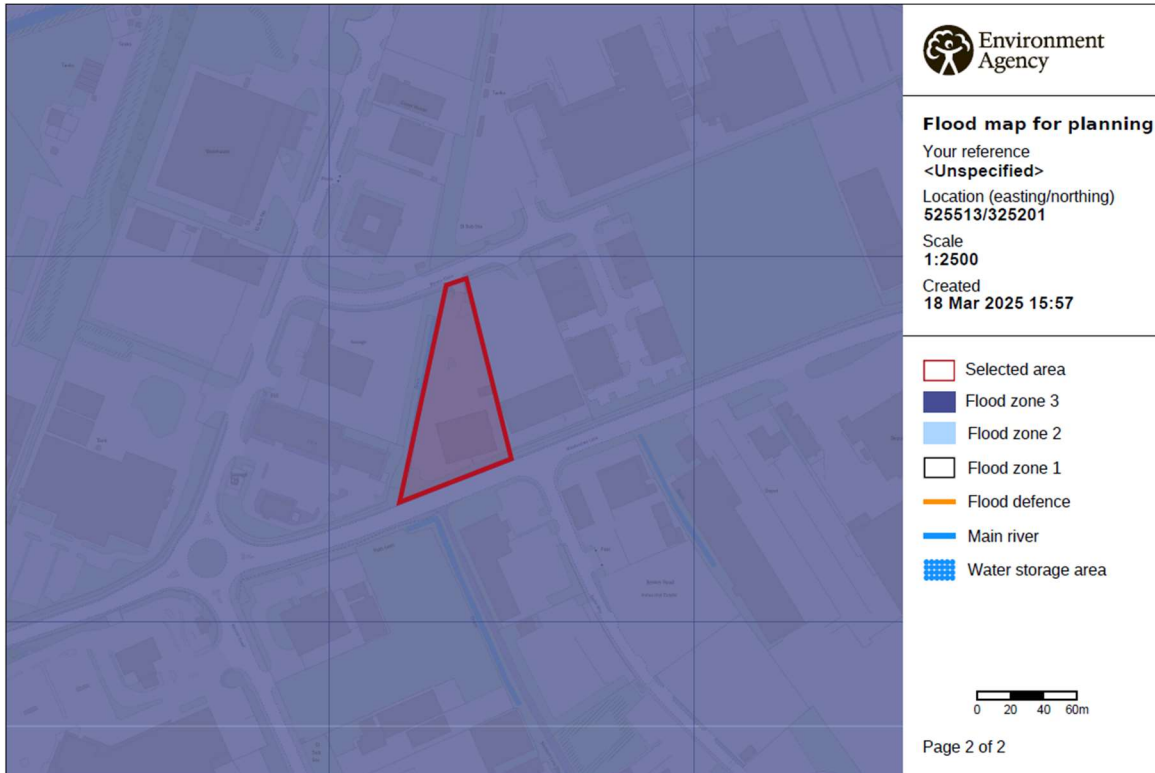 Environment
Agency
Flood map for planning
Your reference
<Unspecified>
Location (easting/northing)
525513/325201
Scale
1:2500
Created
18 Mar 2025 15:57
Selected area
Flood zone 3
Flood zone 2
Flood zone 1
Flood defence
Main river
Water storage area
0 20 40 60m
Page 2 of 2